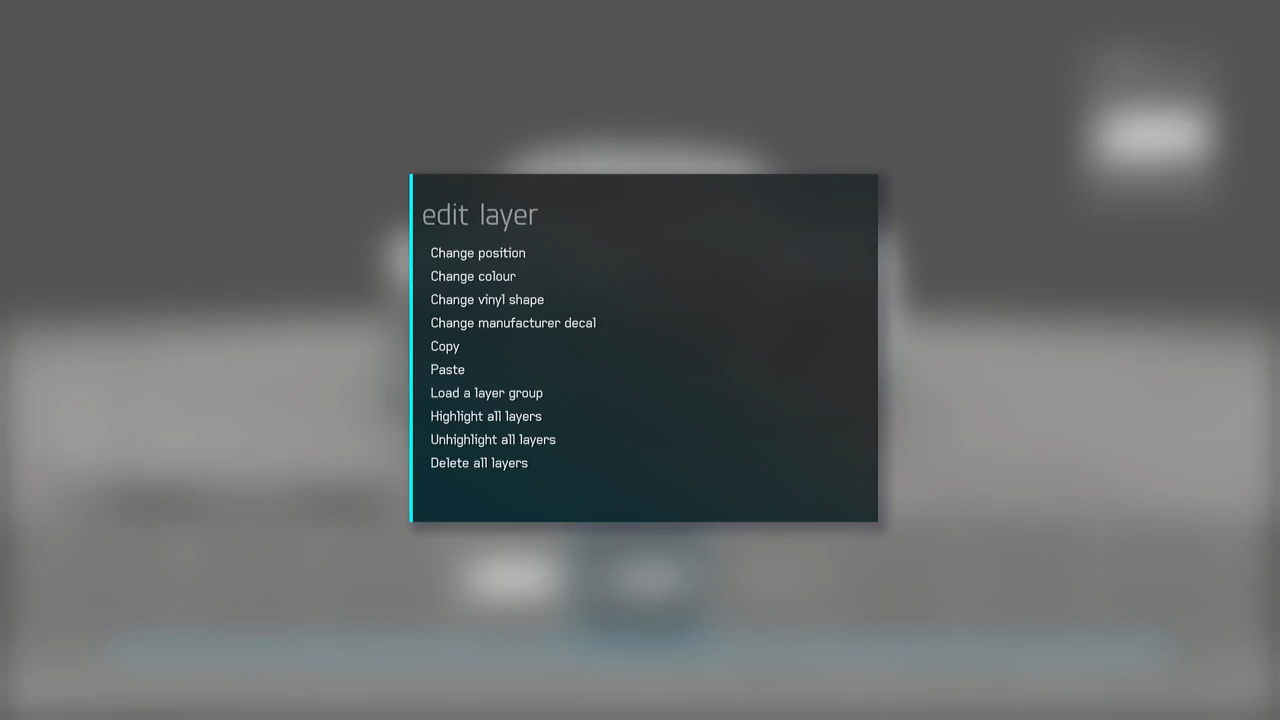 edit layer
Change position
Change colour
Change vinyl shape
Change manufacturer decal
Copy
Paste
Load a layer group
Highlight all layers
Unhighlight all layers
Delete all layers